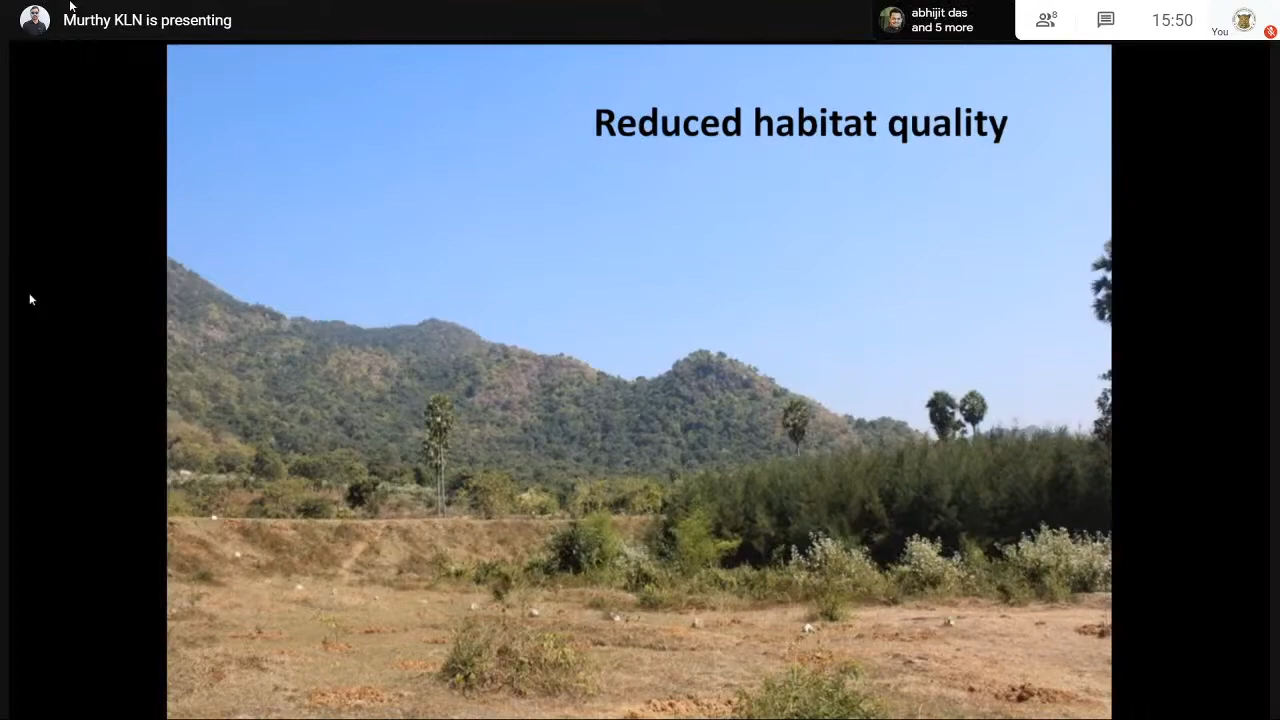 Murthy KLN is presenting
abhijit das
and 5 more
8
15:50
You
Reduced habitat quality